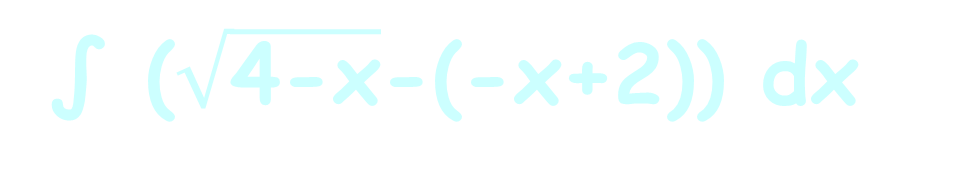 ∫ (√4-x-(-x+2)) dx